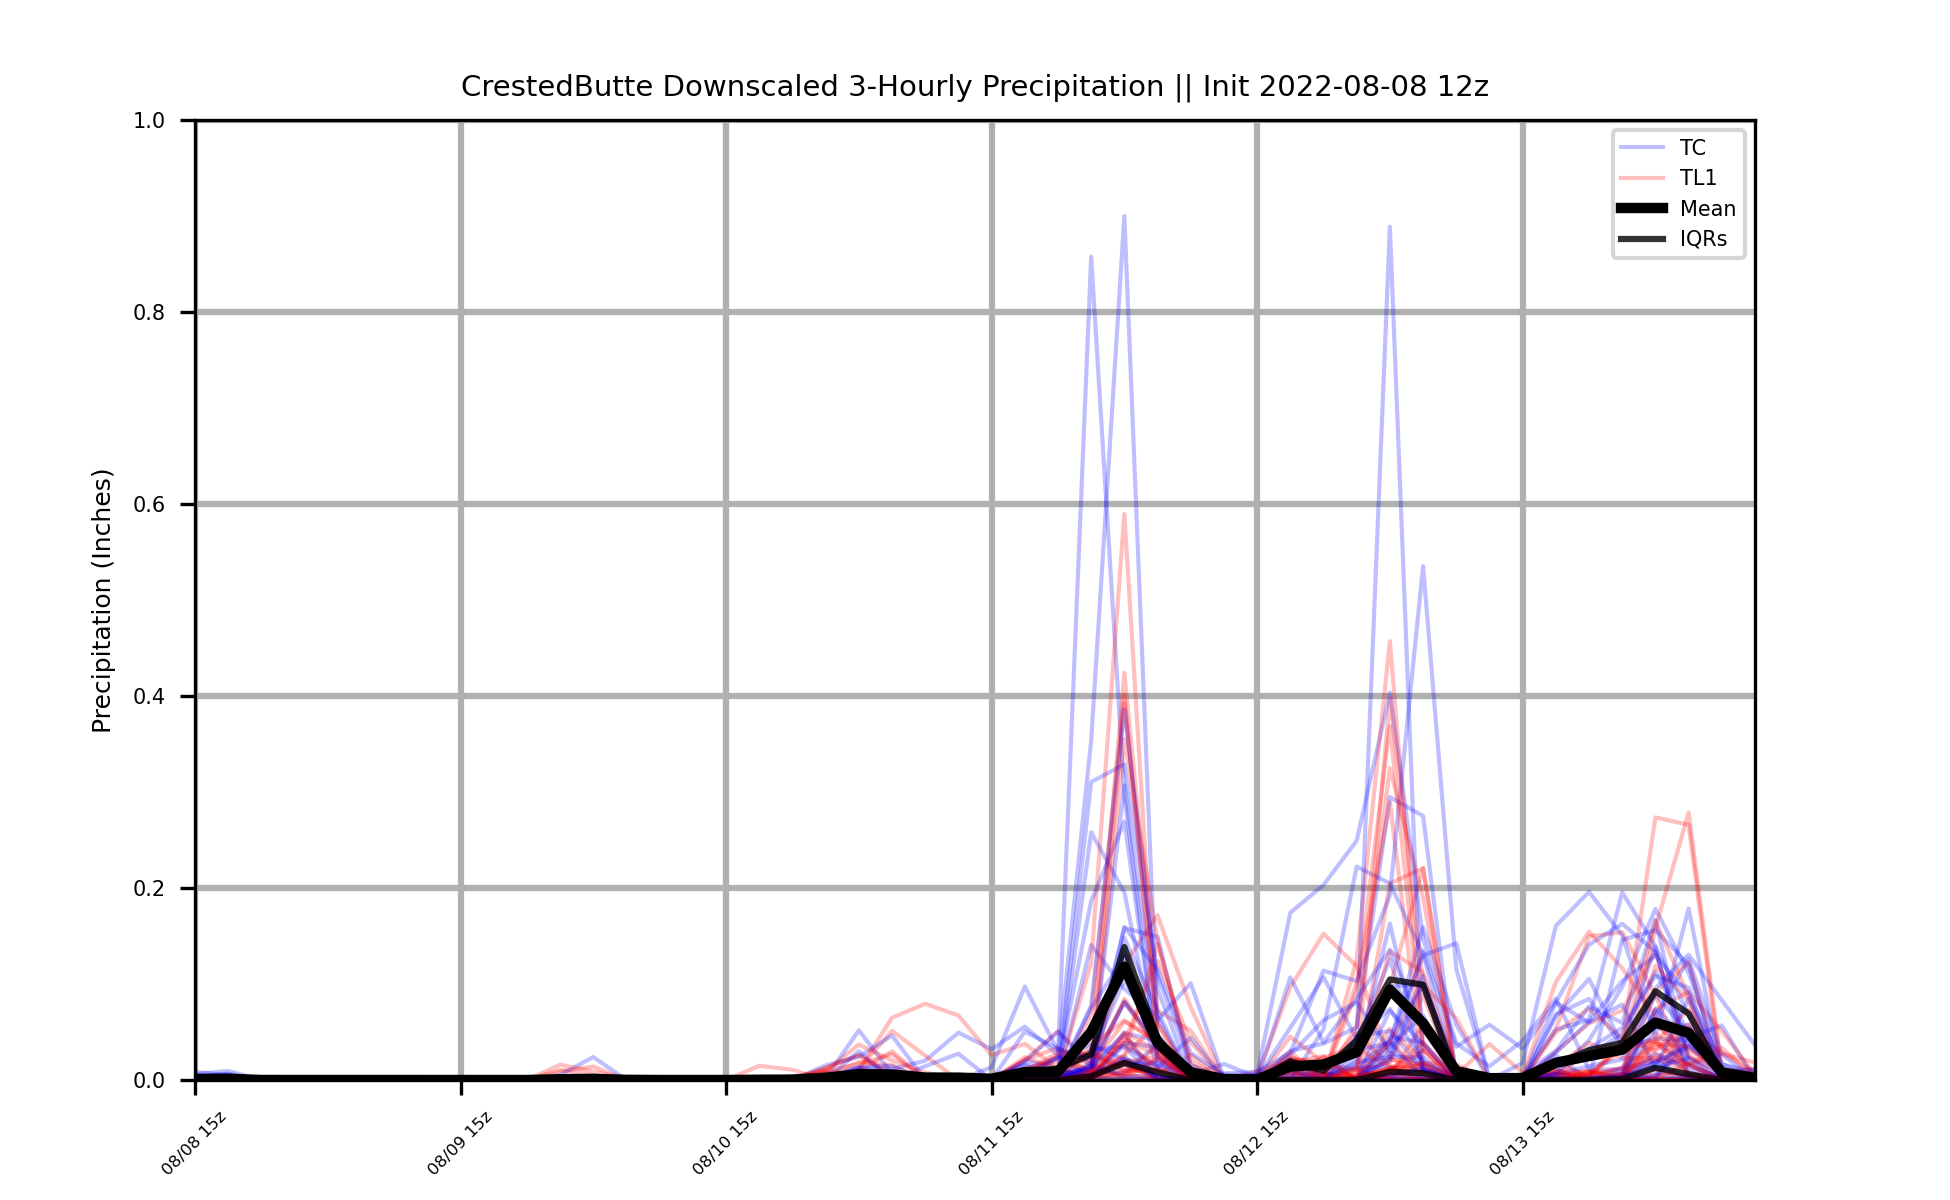 CrestedButte Downscaled 3-Hourly Precipitation || Init 2022-08-08 12z
Precipitation (Inches)
1.0
0.8
0.6
0.4
0.2
0.0
TC
TL1
Mean
IQRs
08/08 15z
08/09 15z
08/10 15z
08/11 15z
08/12 15z
08/13 15z